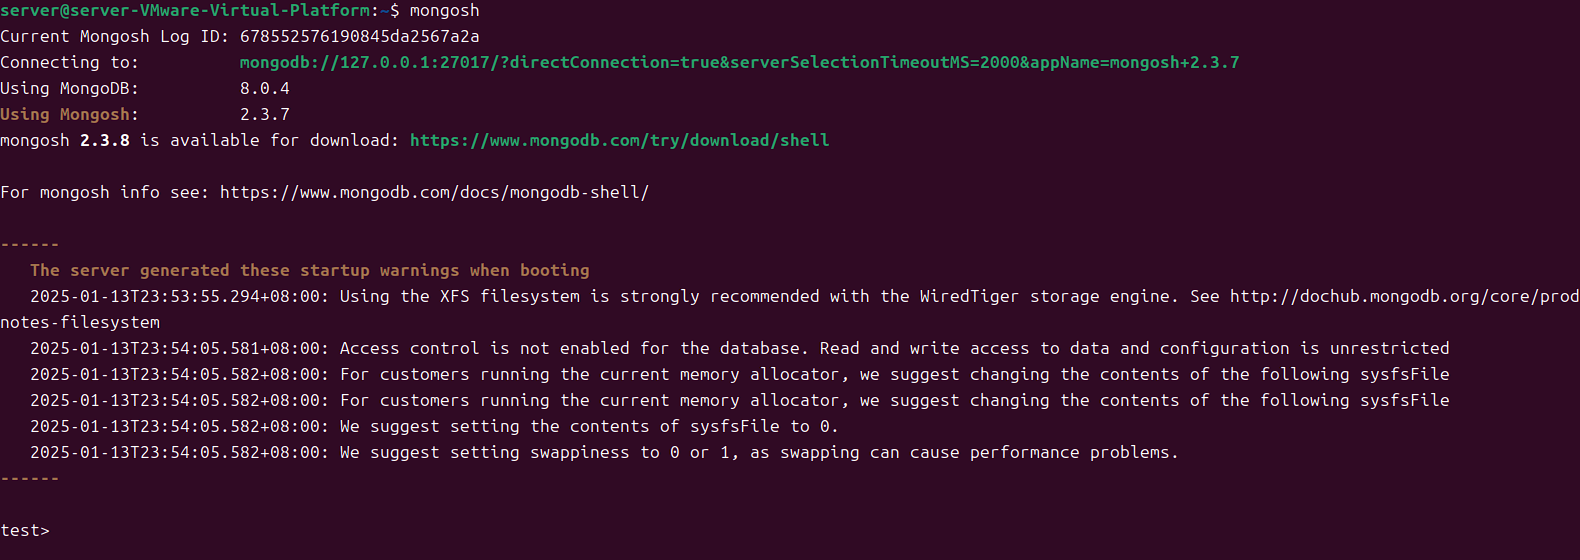 server@server-VMware-Virtual-Platform:~$ mongosh
Current Mongosh Log ID: 678552576190845da2567a2a
Connecting to:          mongodb://127.0.0.1:27017/?directConnection=true&serverSelectionTimeoutMS=2000&appName=mongosh+2.3.7
Using MongoDB:          8.0.4
Using Mongosh:          2.3.7
mongosh 2.3.8 is available for download: https://www.mongodb.com/try/download/shell
For mongosh info see: https://www.mongodb.com/docs/mongodb-shell/
------
   The server generated these startup warnings when booting
   2025-01-13T23:53:55.294+08:00: Using the XFS filesystem is strongly recommended with the WiredTiger storage engine. See http://dochub.mongodb.org/core/prod
notes-filesystem
   2025-01-13T23:54:05.581+08:00: Access control is not enabled for the database. Read and write access to data and configuration is unrestricted
   2025-01-13T23:54:05.582+08:00: For customers running the current memory allocator, we suggest changing the contents of the following sysfsFile
   2025-01-13T23:54:05.582+08:00: For customers running the current memory allocator, we suggest changing the contents of the following sysfsFile
   2025-01-13T23:54:05.582+08:00: We suggest setting the contents of sysfsFile to 0.
   2025-01-13T23:54:05.582+08:00: We suggest setting swappiness to 0 or 1, as swapping can cause performance problems.
------
test>